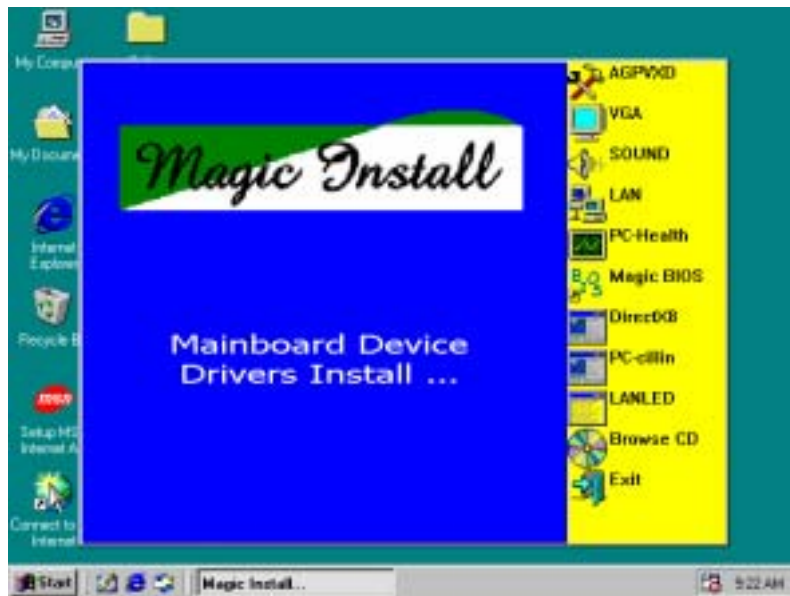 My Compu
My Docume
Internet
Explorer
Recycle B
msn
Setup MS
Internet A
Connect to
Internet
Magic Install
Mainboard Device
Drivers Install ...
AGPVXD
VGA
SOUND
LAN
PC-Health
Magic BIOS
DirectX8
PC-cillin
LANLED
Browse CD
Exit
Start
Magic Install...
9:22 AM